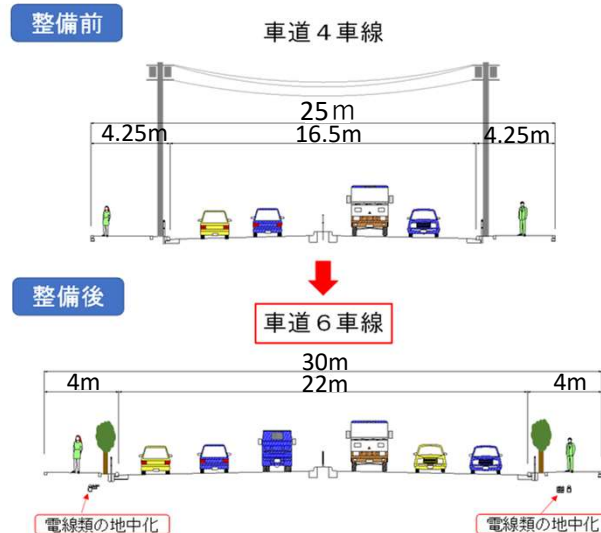 整備前
車道4車線
25m
4.25m 16.5m 4.25m
整備後
車道6車線
30m
4m 22m 4m
電線類の地中化 電線類の地中化